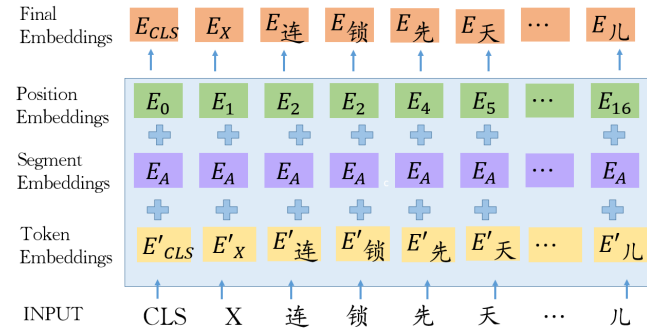 Final Embeddings E_CLS E_X E_连 E_锁 E_先 E_天 ... E_儿
Position Embeddings E_0 E_1 E_2 E_2 E_4 E_5 ... E_16
Segment Embeddings E_A E_A E_A E_A E_A E_A ... E_A
Token Embeddings E'_CLS E'_X E'_连 E'_锁 E'_先 E'_天 ... E'_儿
INPUT CLS X 连 锁 先 天 ... 儿